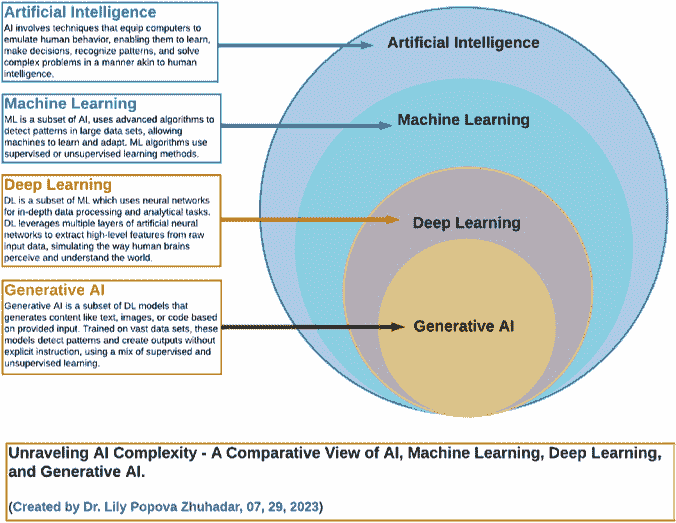 Artificial Intelligence
AI involves techniques that equip computers to
emulate human behavior, enabling them to learn,
make decisions, recognize patterns, and solve
complex problems in a manner akin to human
intelligence.
Machine Learning
ML is a subset of AI, uses advanced algorithms to
detect patterns in large data sets, allowing
machines to learn and adapt. ML algorithms use
supervised or unsupervised learning methods.
Deep Learning
DL is a subset of ML which uses neural networks
for in-depth data processing and analytical tasks.
DL leverages multiple layers of artificial neural
networks to extract high-level features from raw
input data, simulating the way human brains
perceive and understand the world.
Generative AI
Generative AI is a subset of DL models that
generates content like text, images, or code based
on provided input. Trained on vast data sets, these
models detect patterns and create outputs without
explicit instruction, using a mix of supervised and
unsupervised learning.
Artificial Intelligence
Machine Learning
Deep Learning
Generative AI
Unraveling AI Complexity - A Comparative View of AI, Machine Learning, Deep Learning,
and Generative AI.
(Created by Dr. Lily Popova Zhuhadar, 07, 29, 2023)